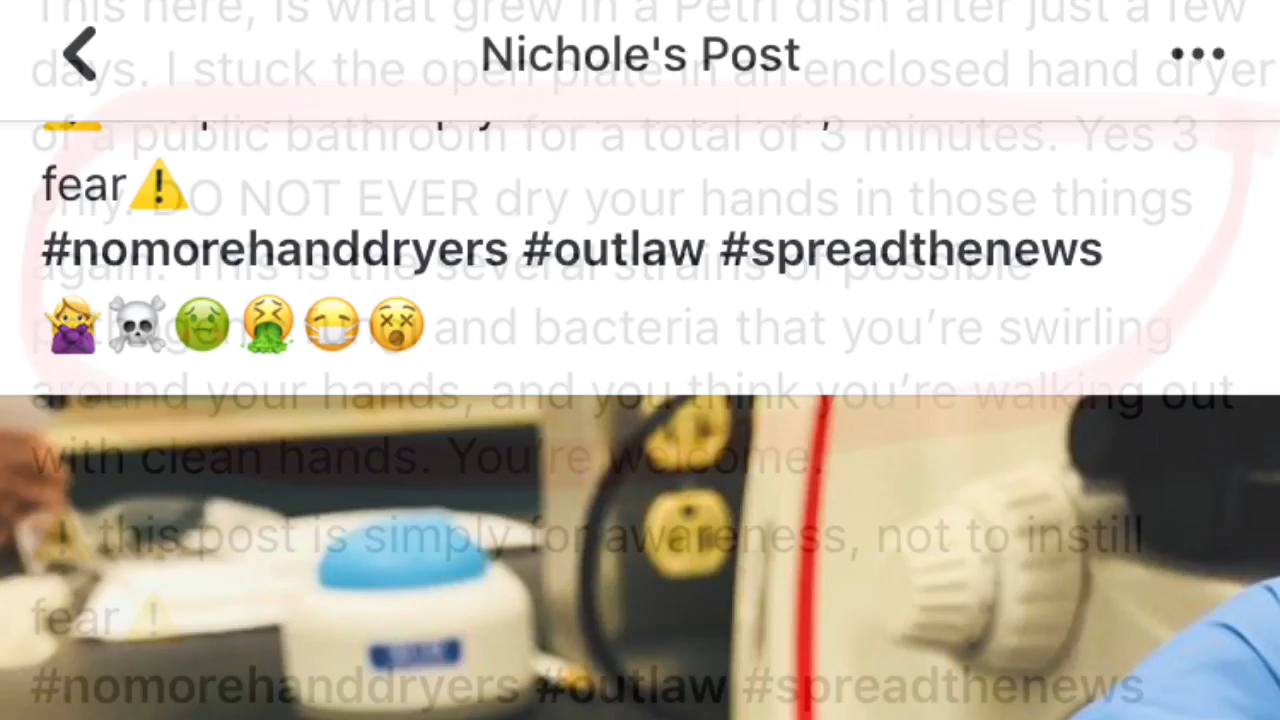 This here, is what grew in a Petri dish after just a few
Nichole's Post
days. I stuck the open plate in an enclosed hand dryer
of a public bathroom for a total of 3 minutes. Yes 3
fear⚠️
only. DO NOT EVER dry your hands in those things
#nomorehanddryers #outlaw #spreadthenews
again. This is the several strains of possible
and bacteria that you're swirling
around your hands, and you think you're walking out
with clean hands. You're welcome.
⚠️ this post is simply for awareness, not to instill
fear ⚠️
#nomorehanddryers #outlaw #spreadthenews